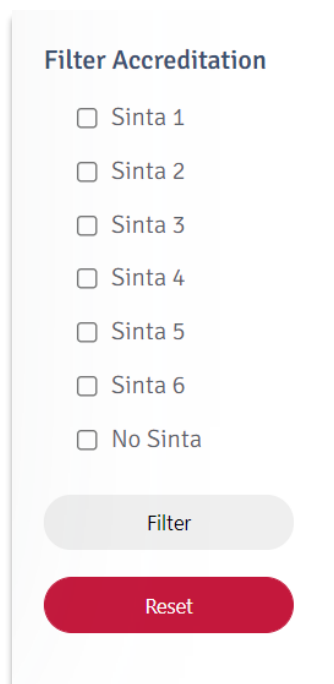 Filter Accreditation
Sinta 1
Sinta 2
Sinta 3
Sinta 4
Sinta 5
Sinta 6
No Sinta
Filter
Reset